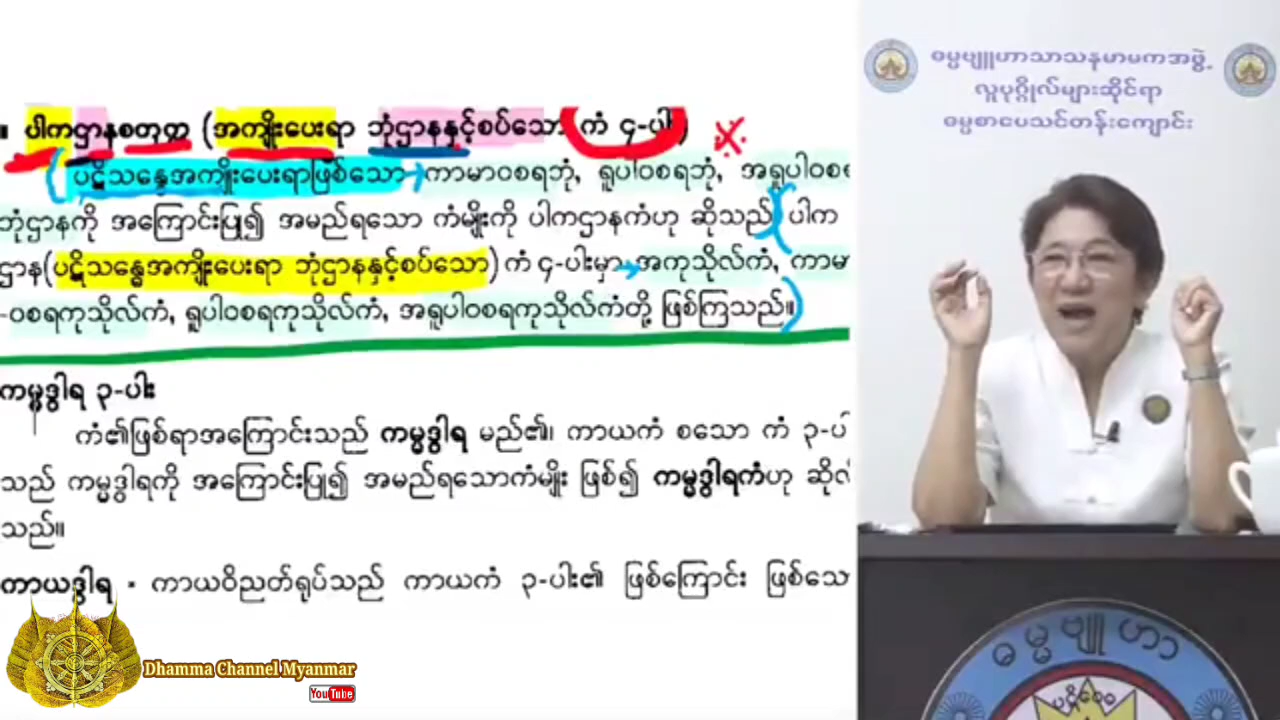 ပါကဌာနစတုက္က (အကျိုးပေးရာ ဘုံဌာနနှင့်စပ်သော ကံ ၄-ပါး)
(ပဋိသန္ဓေအကျိုးပေးရာဖြစ်သော ကာမာဝစရဘုံ, ရူပါဝစရဘုံ, အရူပါဝစ
ဘုံဌာနကို အကြောင်းပြု၍ အမည်ရသော ကံမျိုးကို ပါကဌာနကံဟု ဆိုသည်) ပါက
ဌာန(ပဋိသန္ဓေအကျိုးပေးရာ ဘုံဌာနနှင့်စပ်သော) ကံ ၄-ပါးမှာ အကုသိုလ်ကံ, ကာမာ
-ဝစရကုသိုလ်ကံ, ရူပါဝစရကုသိုလ်ကံ, အရူပါဝစရကုသိုလ်ကံတို့ ဖြစ်ကြသည်။)
ကမ္မဒွါရ ၃-ပါး
ကံ၏ဖြစ်ရာအကြောင်းသည် ကမ္မဒွါရ မည်၏၊ ကာယကံ စသော ကံ ၃-ပါ
သည် ကမ္မဒွါရကို အကြောင်းပြု၍ အမည်ရသောကံမျိုး ဖြစ်၍ ကမ္မဒွါရကံဟု ဆို
သည်။
ကာယဒွါရ - ကာယဝိညတ်ရုပ်သည် ကာယကံ ၃-ပါး၏ ဖြစ်ကြောင်း ဖြစ်သော
ဓမ္မဗျူဟာသာသနမာမကအဖွဲ့
လူပုဂ္ဂိုလ်များဆိုင်ရာ
ဓမ္မစာပေသင်တန်းကျောင်း
ဓမ္မဗျူဟာ
ပဋိဝေဓ
Dhamma Channel Myanmar
YouTube